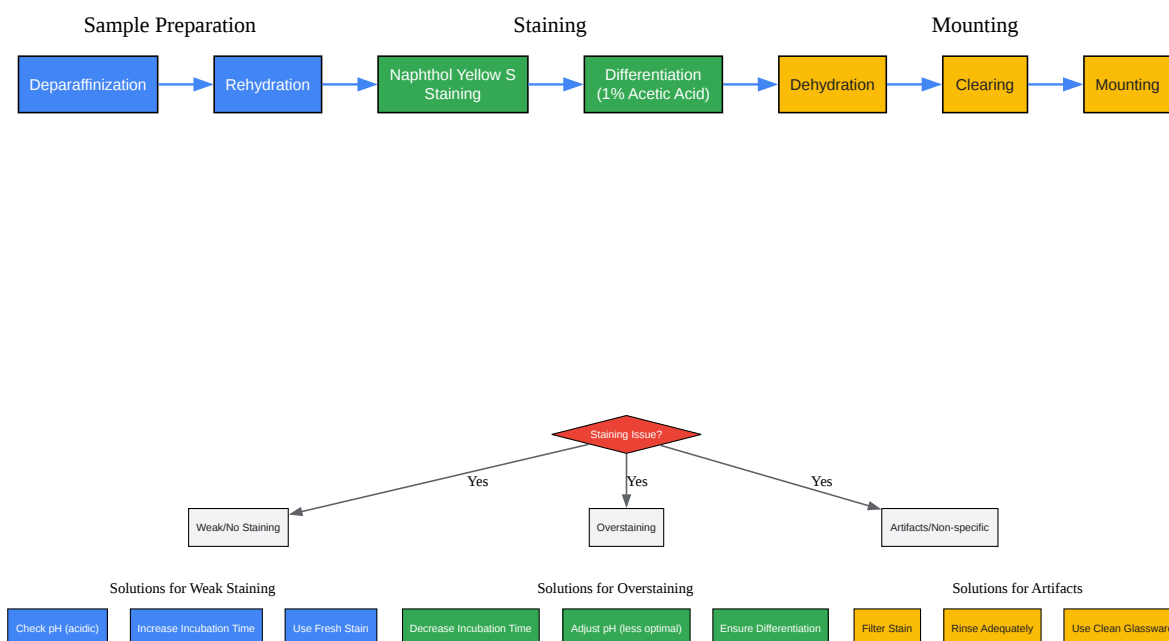 Sample Preparation
Staining
Mounting
Deparaffinization
Rehydration
Naphthol Yellow S
Staining
Differentiation
(1% Acetic Acid)
Dehydration
Clearing
Mounting
Staining Issue?
Yes
Yes
Yes
Weak/No Staining
Overstaining
Artifacts/Non-specific
Solutions for Weak Staining
Solutions for Overstaining
Solutions for Artifacts
Check pH (acidic)
Increase Incubation Time
Use Fresh Stain
Decrease Incubation Time
Adjust pH (less optimal)
Ensure Differentiation
Filter Stain
Rinse Adequately
Use Clean Glassware